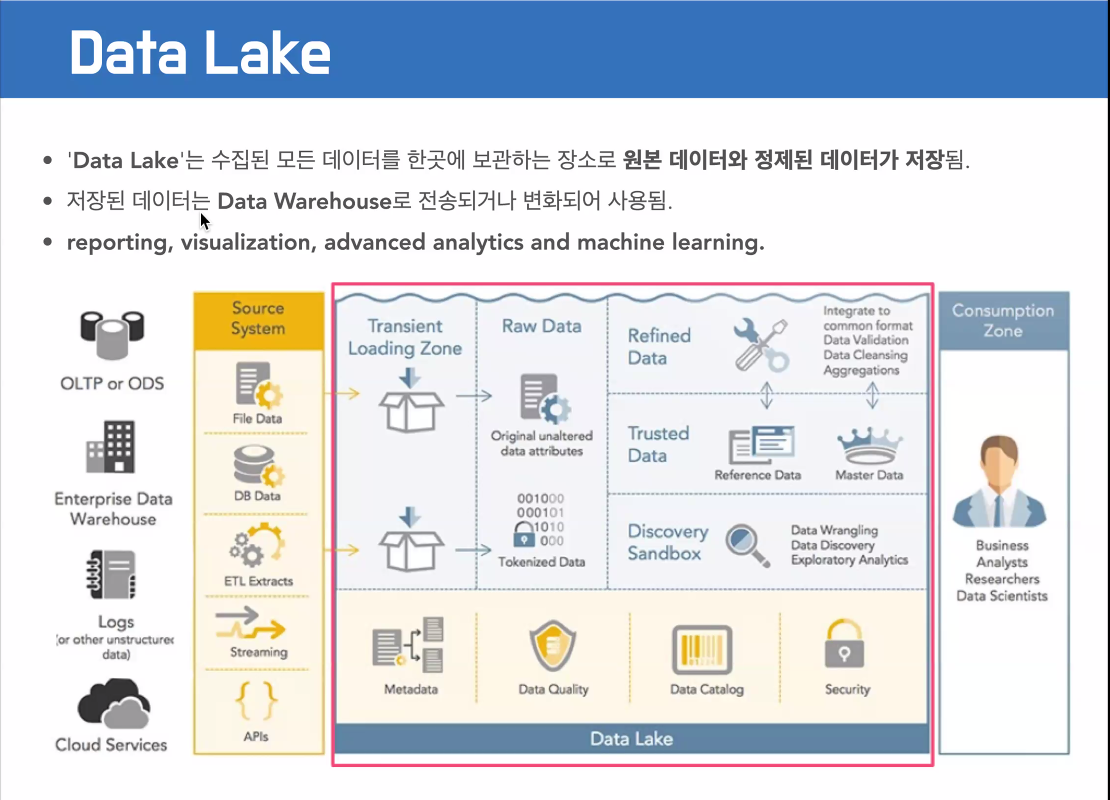 Data Lake
• 'Data Lake'는 수집된 모든 데이터를 한곳에 보관하는 장소로 원본 데이터와 정제된 데이터가 저장됨.
• 저장된 데이터는 Data Warehouse로 전송되거나 변화되어 사용됨.
• reporting, visualization, advanced analytics and machine learning.
OLTP or ODS
Enterprise Data
Warehouse
Logs
(or other unstructured
data)
Cloud Services
Source
System
File Data
DB Data
ETL Extracts
Streaming
{ }
APIs
Transient
Loading Zone
Raw Data
Original unaltered
data attributes
001000
000101
1010
000
Tokenized Data
Refined
Data
Integrate to
common format
Data Validation
Data Cleansing
Aggregations
Trusted
Data
Reference Data
Master Data
Discovery
Sandbox
Data Wrangling
Data Discovery
Exploratory Analytics
Metadata
Data Quality
Data Catalog
Security
Data Lake
Consumption
Zone
Business
Analysts
Researchers
Data Scientists